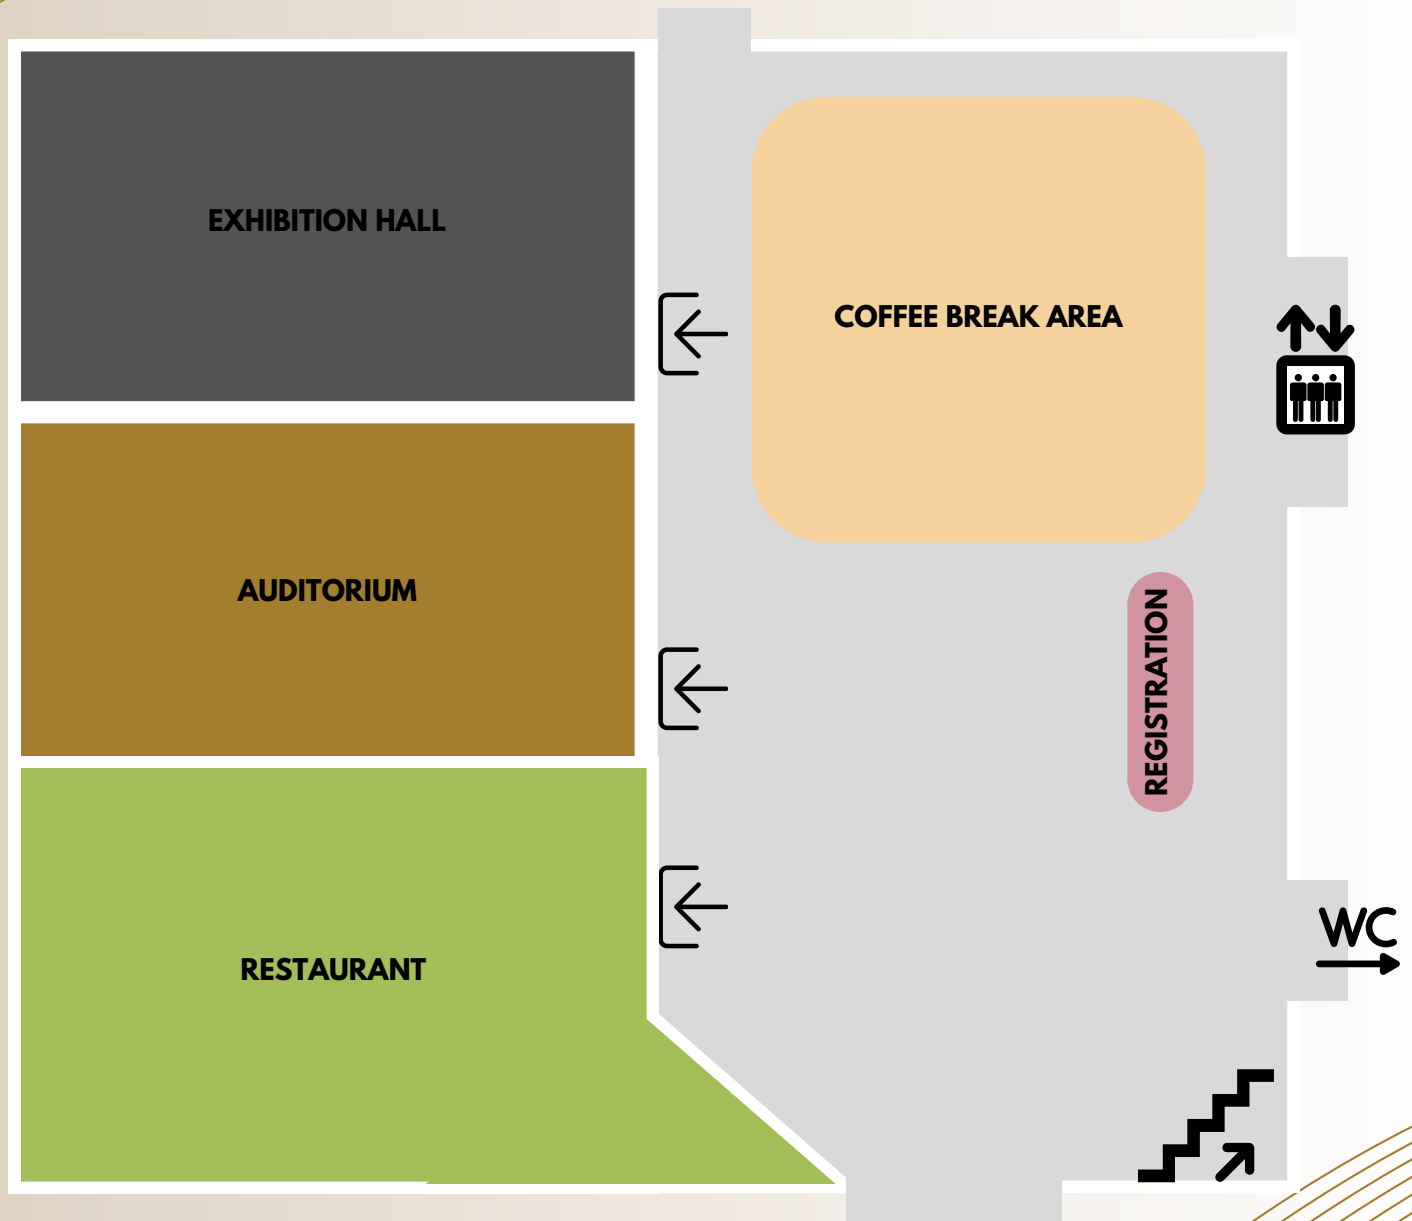 EXHIBITION HALL
COFFEE BREAK AREA
AUDITORIUM
REGISTRATION
WC
RESTAURANT